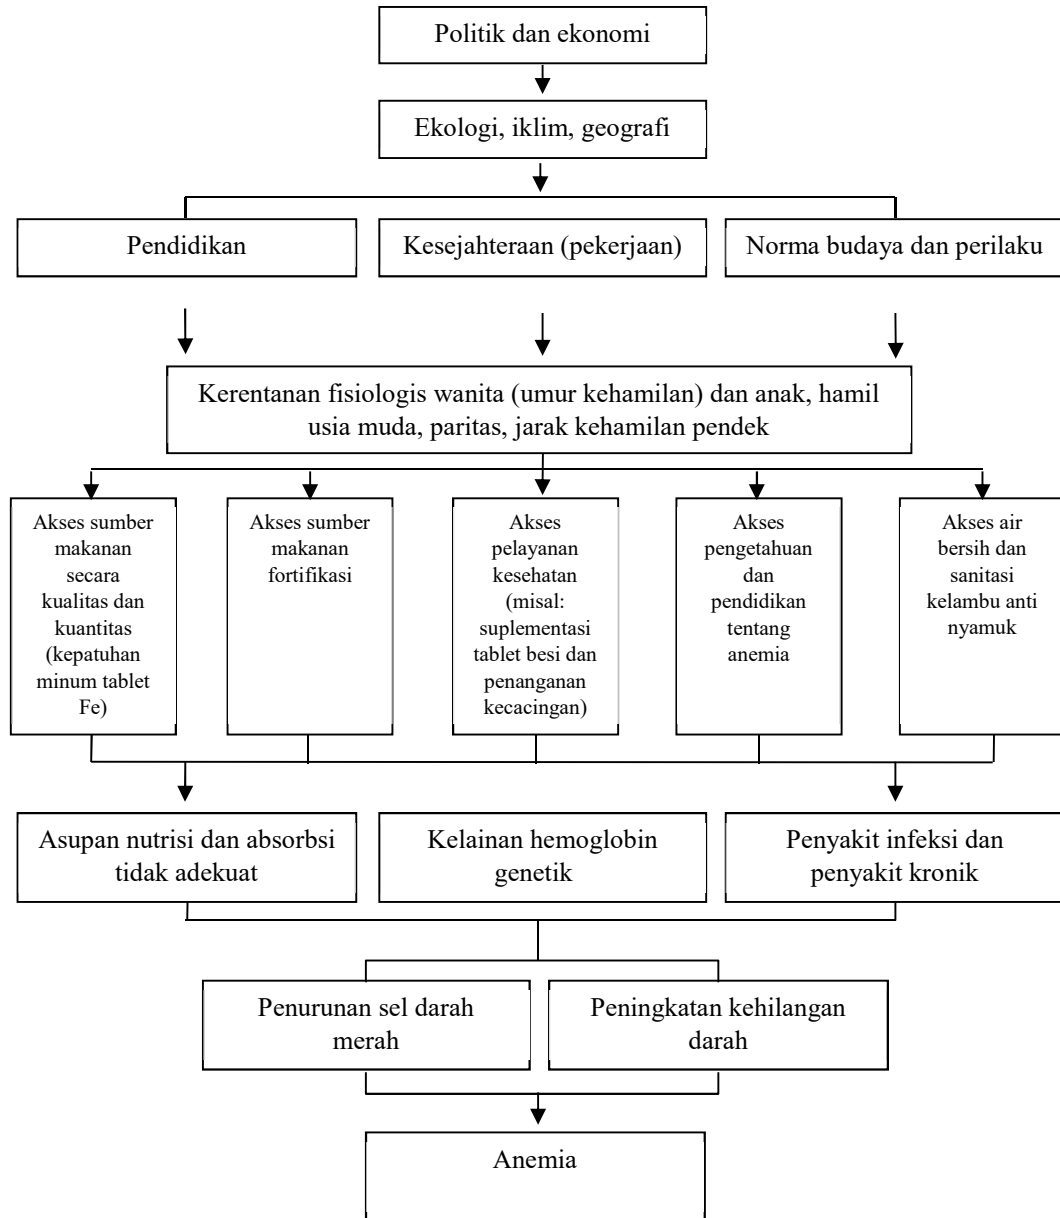 Politik dan ekonomi
Ekologi, iklim, geografi
Pendidikan
Kesejahteraan (pekerjaan)
Norma budaya dan perilaku
Kerentanan fisiologis wanita (umur kehamilan) dan anak, hamil
usia muda, paritas, jarak kehamilan pendek
Akses sumber
makanan
secara
kualitas dan
kuantitas
(kepatuhan
minum tablet
Fe)
Akses sumber
makanan
fortifikasi
Akses
pelayanan
kesehatan
(misal:
suplementasi
tablet besi dan
penanganan
kecacingan)
Akses
pengetahuan
dan
pendidikan
tentang
anemia
Akses air
bersih dan
sanitasi
kelambu anti
nyamuk
Asupan nutrisi dan absorbsi
tidak adekuat
Kelainan hemoglobin
genetik
Penyakit infeksi dan
penyakit kronik
Penurunan sel darah
merah
Peningkatan kehilangan
darah
Anemia